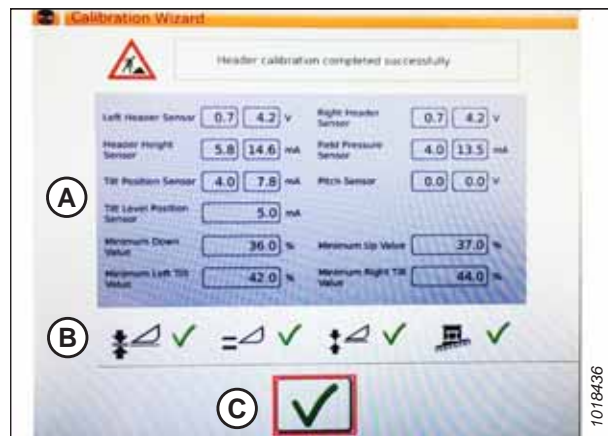 Calibration Wizard
Header calibration completed successfully
Left Header Sensor 0.7 4.2 v Right Header Sensor 0.7 4.2 v
Header Height Sensor 5.8 14.6 mA Field Pressure Sensor 4.0 13.5 mA
Tilt Position Sensor 4.0 7.8 mA Pitch Sensor 0.0 0.0 v
Tilt Level Position Sensor 5.0 mA
Minimum Down Value 36.0 % Minimum Up Value 37.0 %
Minimum Left Tilt Value 42.0 % Minimum Right Tilt Value 44.0 %
A
B
C
1018436